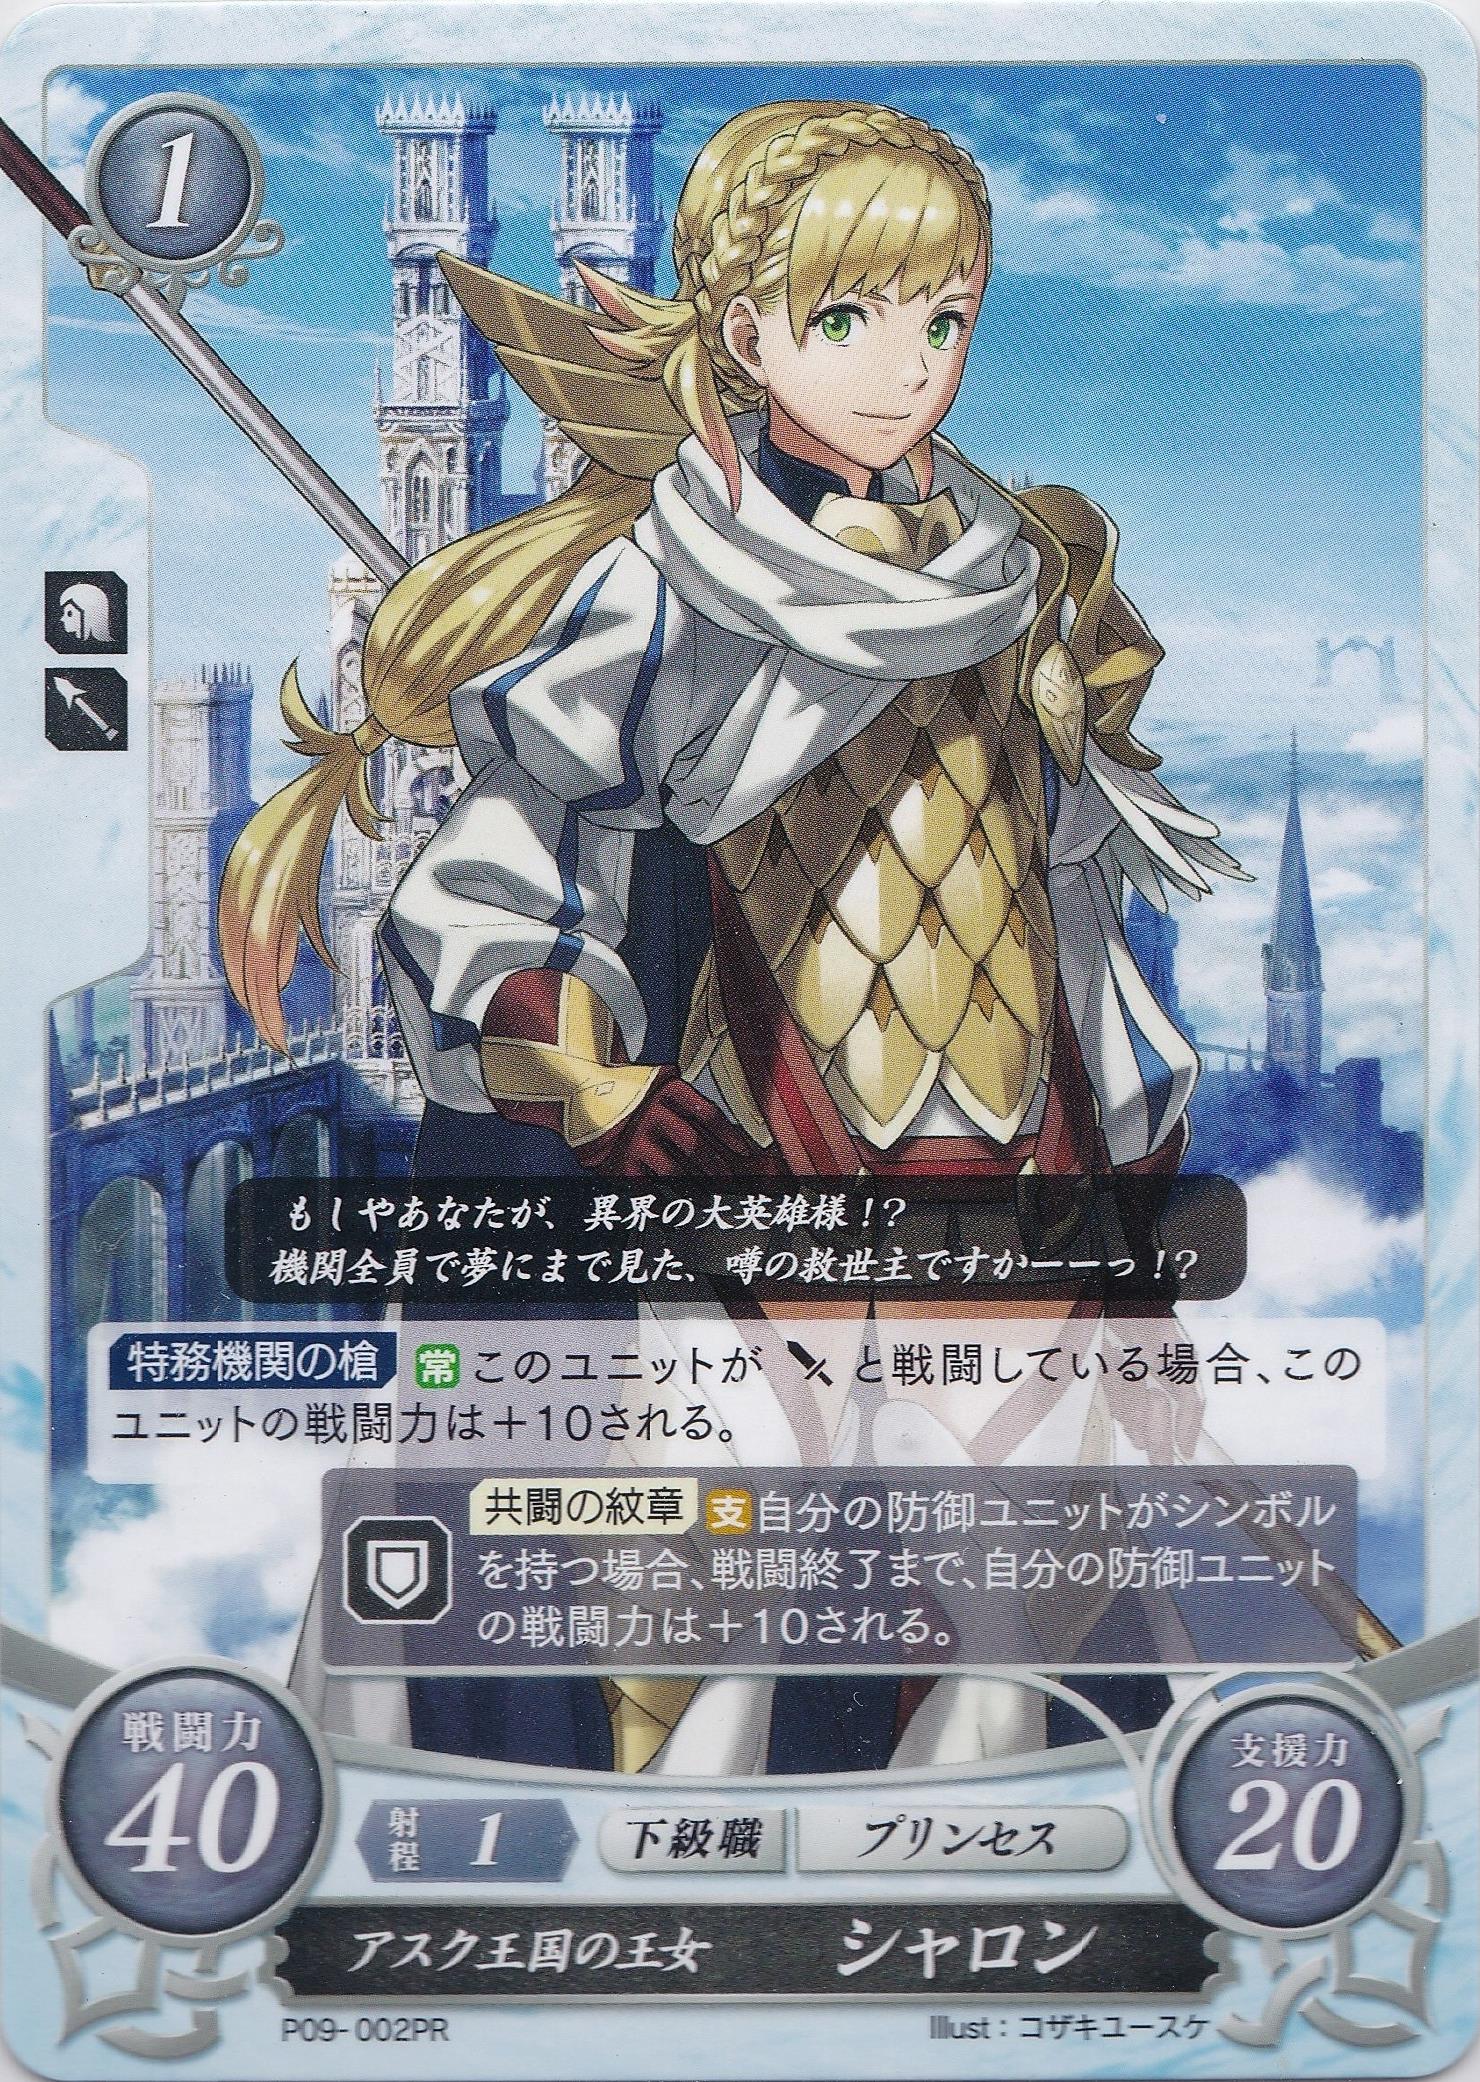 1
もしやあなたが、異界の大英雄様！？
機関全員で夢にまで見た、噂の救世主ですかーーっ！？
特務機関の槍 常 このユニットが と戦闘している場合、この
ユニットの戦闘力は＋10される。
共闘の紋章 支 自分の防御ユニットがシンボル
を持つ場合、戦闘終了まで、自分の防御ユニット
の戦闘力は＋10される。
戦闘力
40
射程 1
下級職 プリンセス
支援力
20
アスク王国の王女 シャロン
P09-002PR
Illust：コザキユースケ